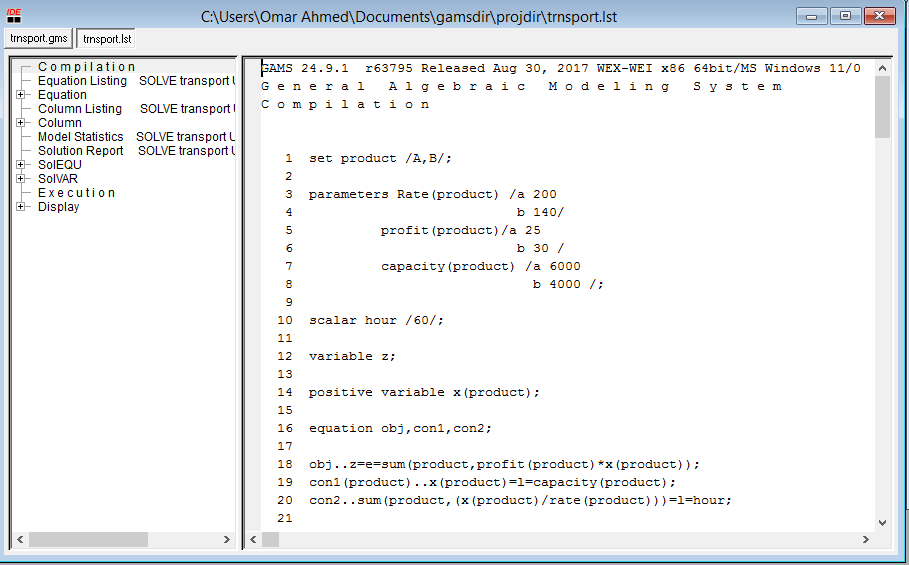 IDE
C:\Users\Omar Ahmed\Documents\gamsdir\projdir\trnsport.lst
trnsport.gms trnsport.lst
C o m p i l a t i o n
Equation Listing SOLVE transport U
Equation
Column Listing SOLVE transport U
Column
Model Statistics SOLVE transport U
Solution Report SOLVE transport U
SolEQU
SolVAR
E x e c u t i o n
Display
GAMS 24.9.1 r63795 Released Aug 30, 2017 WEX-WEI x86 64bit/MS Windows 11/0
G e n e r a l   A l g e b r a i c   M o d e l i n g   S y s t e m
C o m p i l a t i o n
1 set product /A,B/;
2
3 parameters Rate(product) /a 200
4 b 140/
5 profit(product)/a 25
6 b 30 /
7 capacity(product) /a 6000
8 b 4000 /;
9
10 scalar hour /60/;
11
12 variable z;
13
14 positive variable x(product);
15
16 equation obj,con1,con2;
17
18 obj..z=e=sum(product,profit(product)*x(product));
19 con1(product)..x(product)=l=capacity(product);
20 con2..sum(product,(x(product)/rate(product)))=l=hour;
21